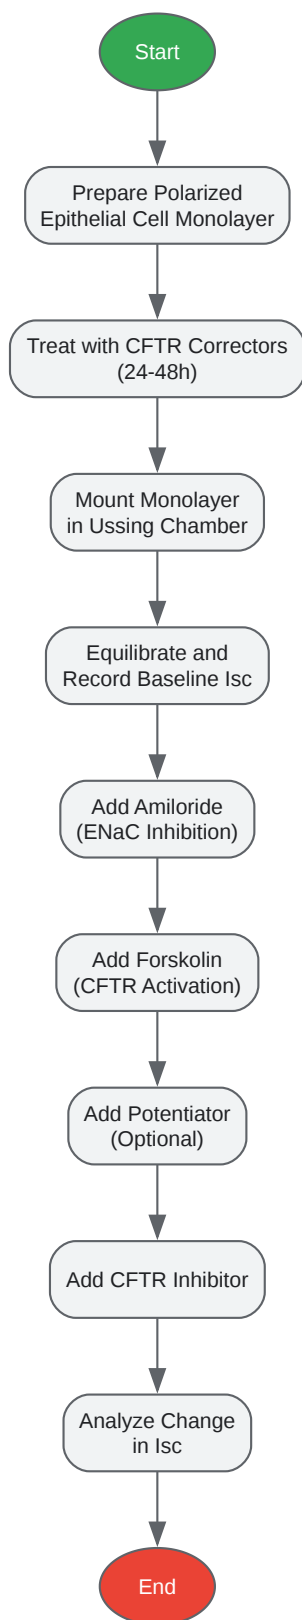 Start
Prepare Polarized
Epithelial Cell Monolayer
Treat with CFTR Correctors
(24-48h)
Mount Monolayer
in Ussing Chamber
Equilibrate and
Record Baseline Isc
Add Amiloride
(ENaC Inhibition)
Add Forskolin
(CFTR Activation)
Add Potentiator
(Optional)
Add CFTR Inhibitor
Analyze Change
in Isc
End